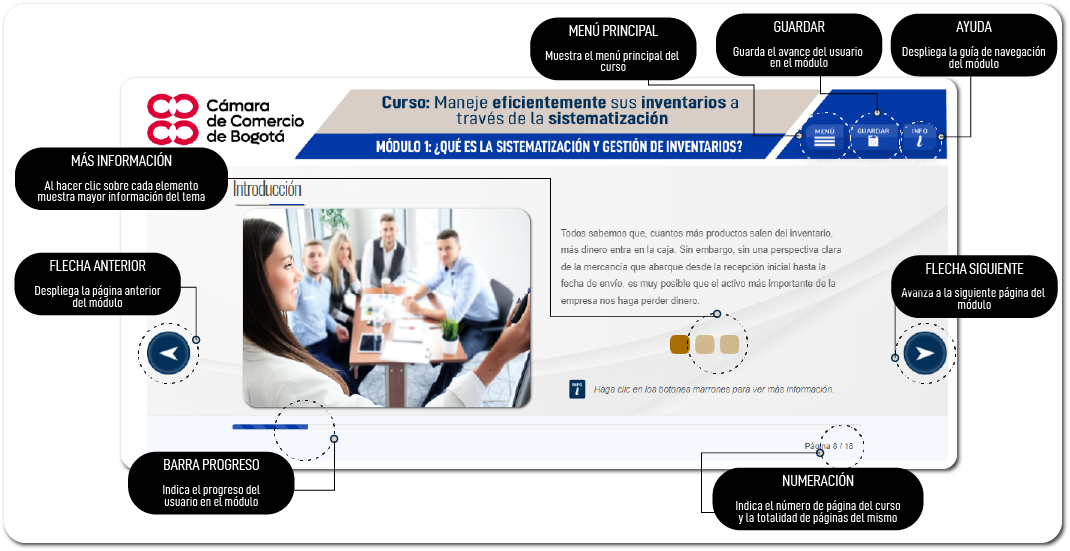 MENÚ PRINCIPAL
Muestra el menú principal del
curso
GUARDAR
Guarda el avance del usuario
en el módulo
AYUDA
Despliega la guía de navegación
del módulo
Cámara
de Comercio
de Bogotá
Curso: Maneje eficientemente sus inventarios a
través de la sistematización
MÓDULO 1: ¿QUÉ ES LA SISTEMATIZACIÓN Y GESTIÓN DE INVENTARIOS?
MENÚ
GUARDAR
INFO
i
MÁS INFORMACIÓN
Al hacer clic sobre cada elemento
muestra mayor información del tema
Introducción
Todos sabemos que, cuantos más productos salen del inventario,
más dinero entra en la caja. Sin embargo, sin una perspectiva clara
de la mercancía que abarque desde la recepción inicial hasta la
fecha de envío, es muy posible que el activo más importante de la
empresa nos haga perder dinero.
FLECHA ANTERIOR
Despliega la página anterior
del módulo
FLECHA SIGUIENTE
Avanza a la siguiente página del
módulo
INFO
i
Haga clic en los botones marrones para ver más información.
Página 8 / 18
BARRA PROGRESO
Indica el progreso del
usuario en el módulo
NUMERACIÓN
Indica el número de página del curso
y la totalidad de páginas del mismo